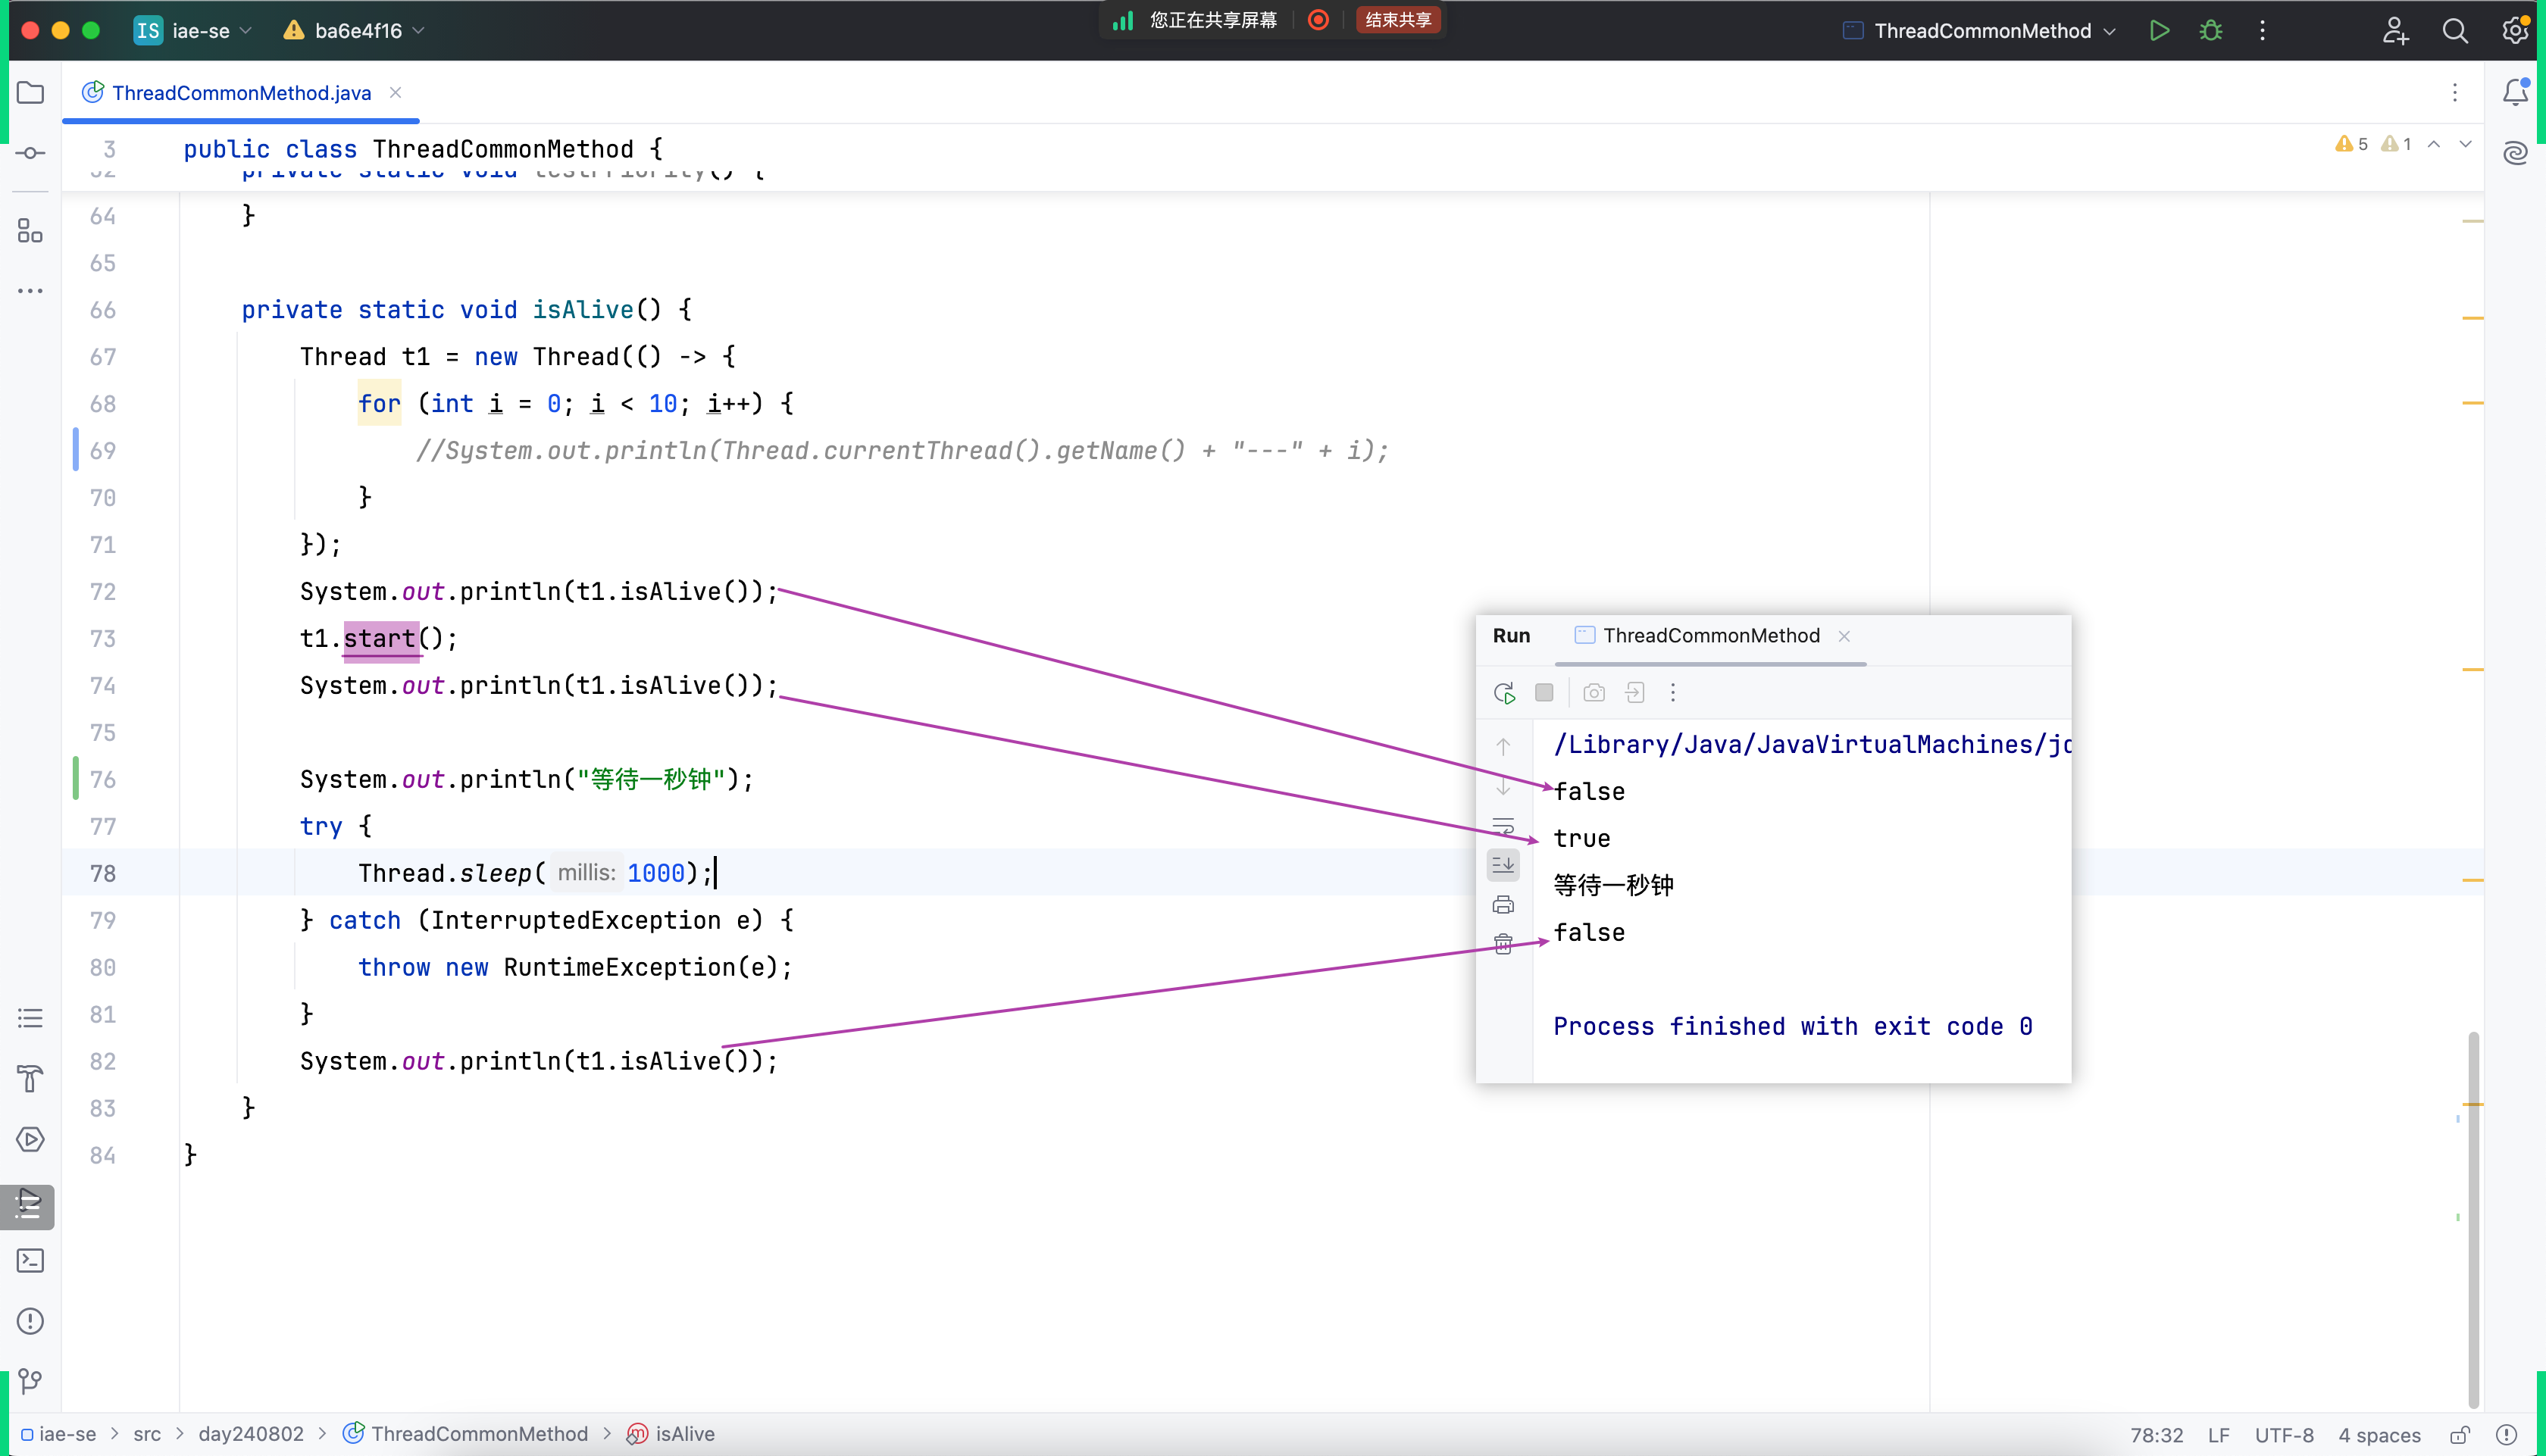 IS iae-se ba6e4f16 您正在共享屏幕 结束共享 ThreadCommonMethod
ThreadCommonMethod.java
3 public class ThreadCommonMethod { 5 1
private static void testPriority() {
64 }
65
66 private static void isAlive() {
67 Thread t1 = new Thread(() -> {
68 for (int i = 0; i < 10; i++) {
69 //System.out.println(Thread.currentThread().getName() + "---" + i);
70 }
71 });
72 System.out.println(t1.isAlive());
73 t1.start();
74 System.out.println(t1.isAlive());
75
76 System.out.println("等待一秒钟");
77 try {
78 Thread.sleep( millis: 1000);
79 } catch (InterruptedException e) {
80 throw new RuntimeException(e);
81 }
82 System.out.println(t1.isAlive());
83 }
84 }
Run ThreadCommonMethod
/Library/Java/JavaVirtualMachines/
false
true
等待一秒钟
false
Process finished with exit code 0
iae-se > src > day240802 > ThreadCommonMethod > isAlive 78:32 LF UTF-8 4 spaces